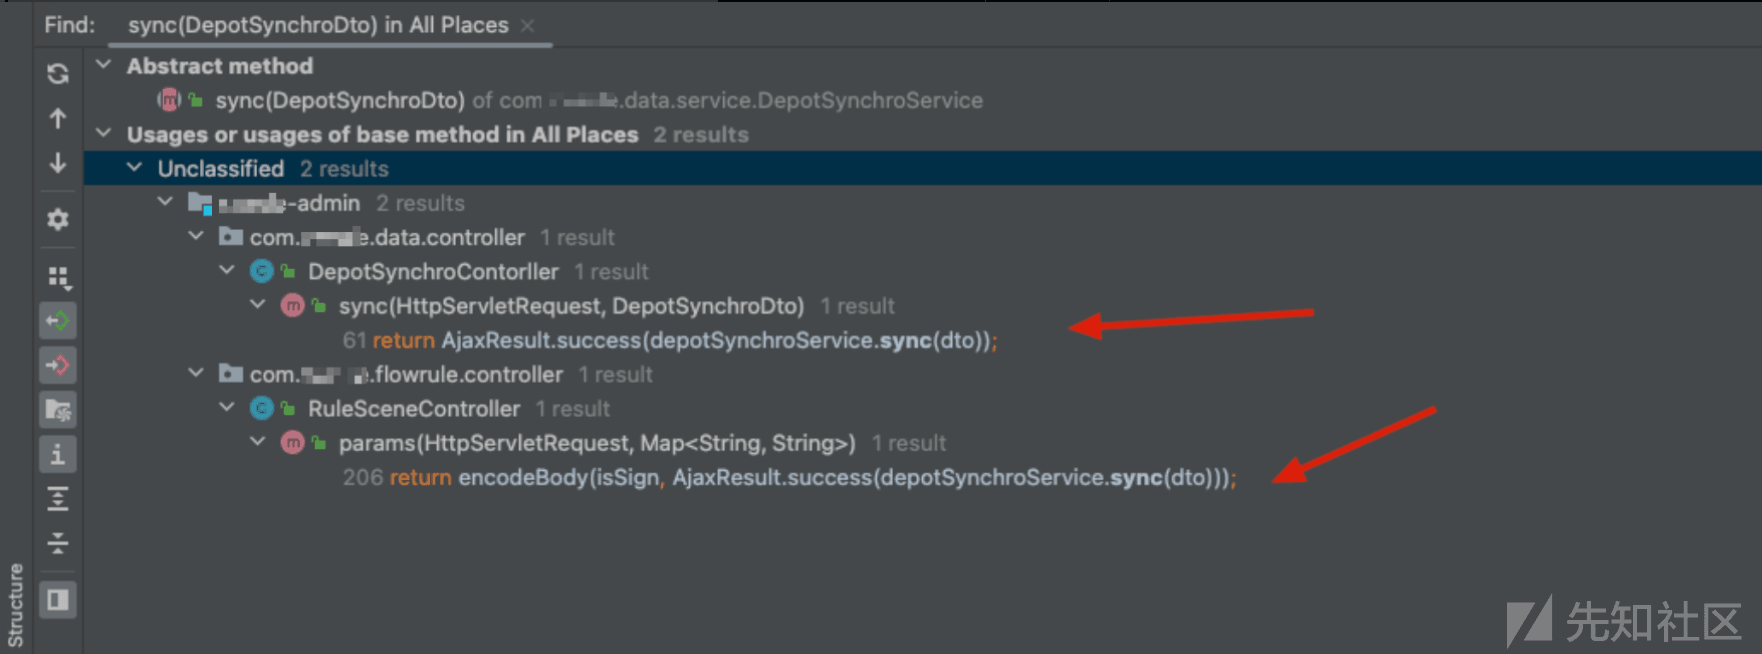 Find: sync(DepotSynchroDto) in All Places
Abstract method
sync(DepotSynchroDto) of com .data.service.DepotSynchroService
Usages or usages of base method in All Places 2 results
Unclassified 2 results
-admin 2 results
com. .data.controller 1 result
DepotSynchroContorller 1 result
sync(HttpServletRequest, DepotSynchroDto) 1 result
61 return AjaxResult.success(depotSynchroService.sync(dto));
com. .flowrule.controller 1 result
RuleSceneController 1 result
params(HttpServletRequest, Map<String, String>) 1 result
206 return encodeBody(isSign, AjaxResult.success(depotSynchroService.sync(dto)));
Structure
先知社区